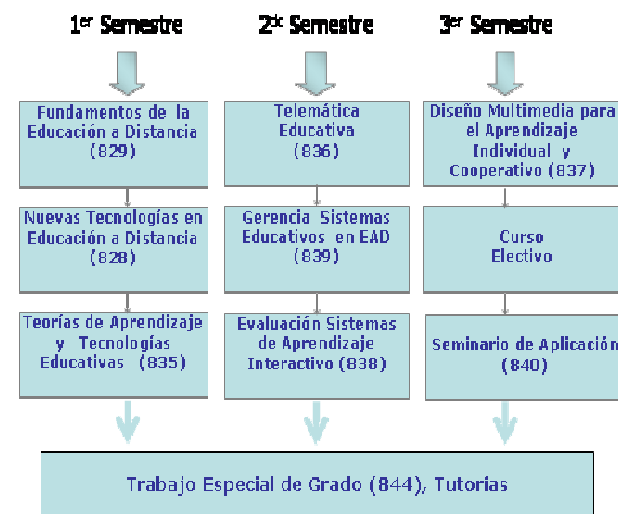 1er Semestre
Fundamentos de la
Educación a Distancia
(829)
Nuevas Tecnologías en
Educación a Distancia
(828)
Teorías de Aprendizaje
y Tecnologías
Educativas (835)
2do Semestre
Telemática
Educativa
(836)
Gerencia Sistemas
Educativos en EAD
(839)
Evaluación Sistemas
de Aprendizaje
Interactivo (838)
3er Semestre
Diseño Multimedia para
el Aprendizaje
Individual y
Cooperativo (837)
Curso
Electivo
Seminario de Aplicación
(840)
Trabajo Especial de Grado (844), Tutorías